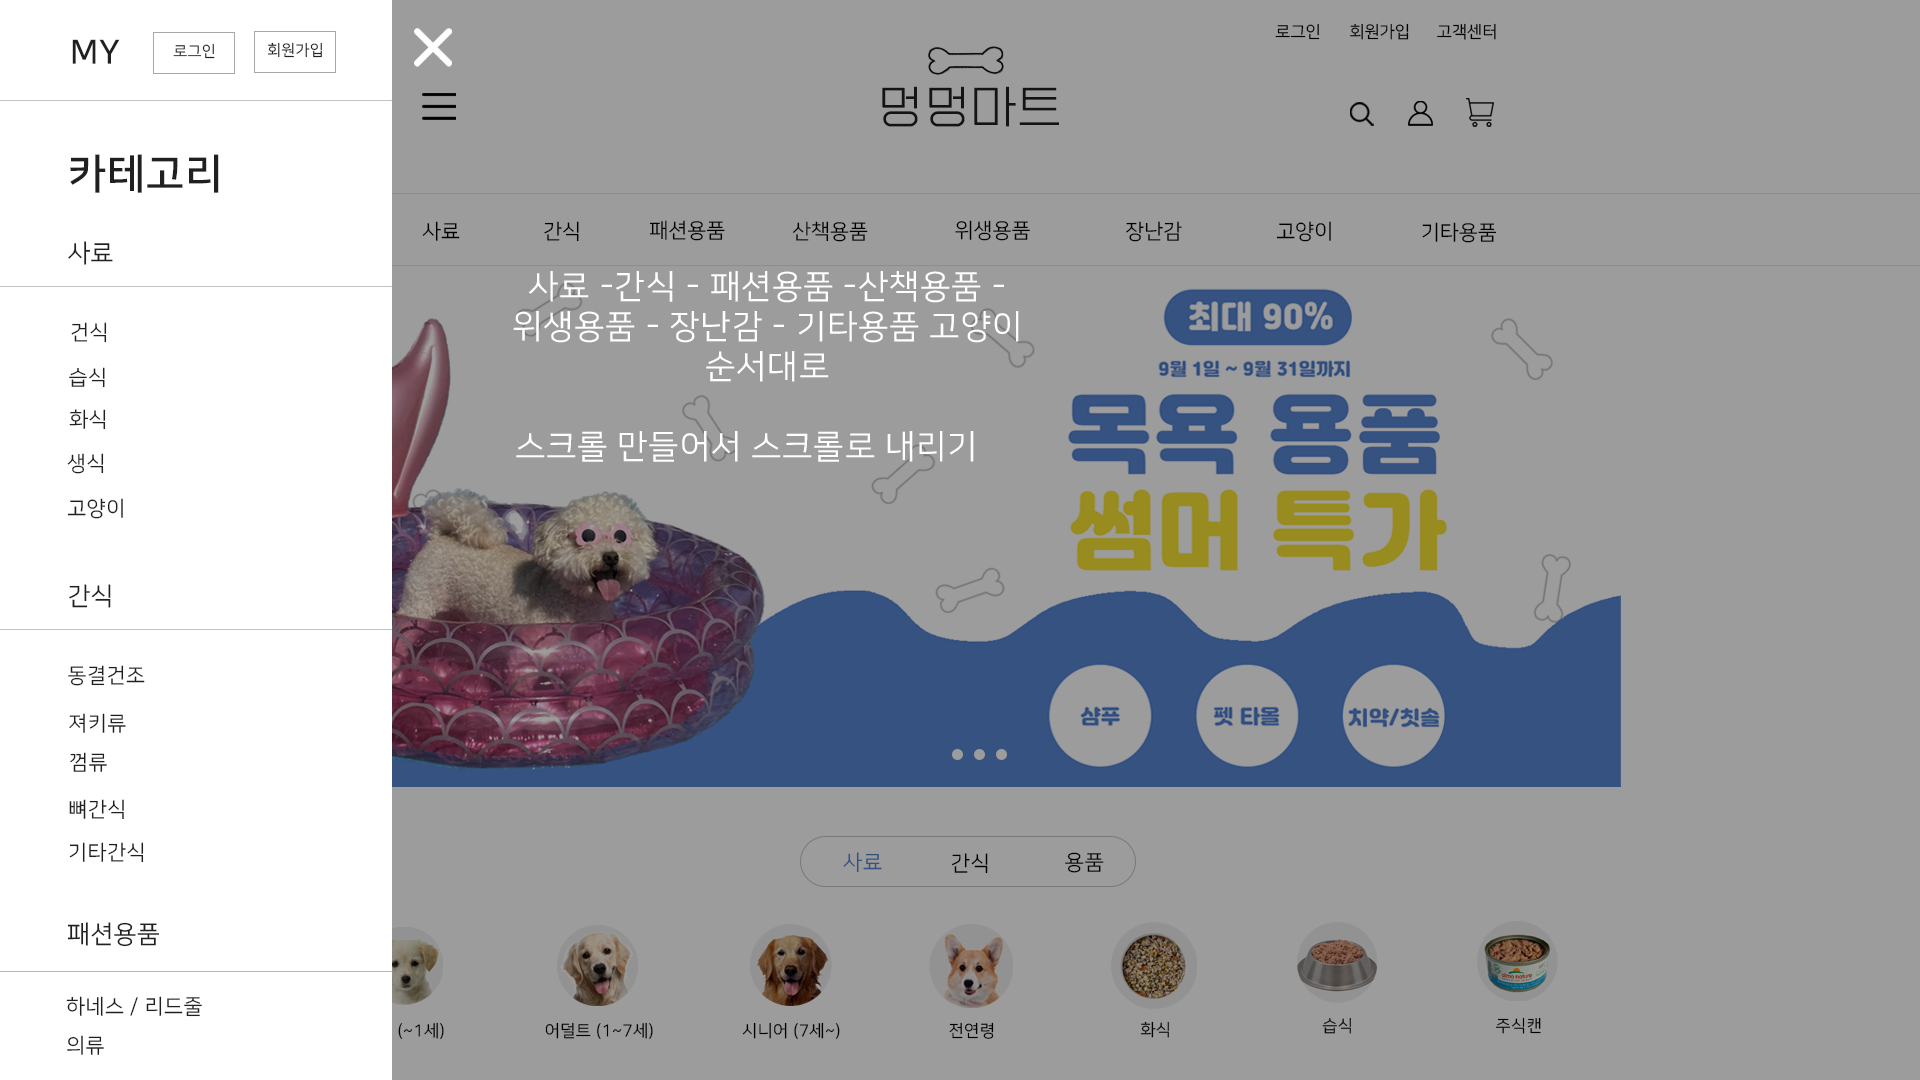 MY
로그인
회원가입
카테고리
사료
건식
습식
화식
생식
고양이
간식
동결건조
져키류
껌류
뼈간식
기타간식
패션용품
하네스 / 리드줄
의류
로그인 회원가입 고객센터
멍멍마트
사료 간식 패션용품 산책용품 위생용품 장난감 고양이 기타용품
사료 -간식 - 패션용품 -산책용품 -
위생용품 - 장난감 - 기타용품 고양이
순서대로
스크롤 만들어서 스크롤로 내리기
최대 90%
9월 1일 ~ 9월 31일까지
목욕 용품
썸머 특가
샴푸
펫 타올
치약/칫솔
사료 간식 용품
(~1세)
어덜트 (1~7세)
시니어 (7세~)
전연령
화식
습식
주식캔